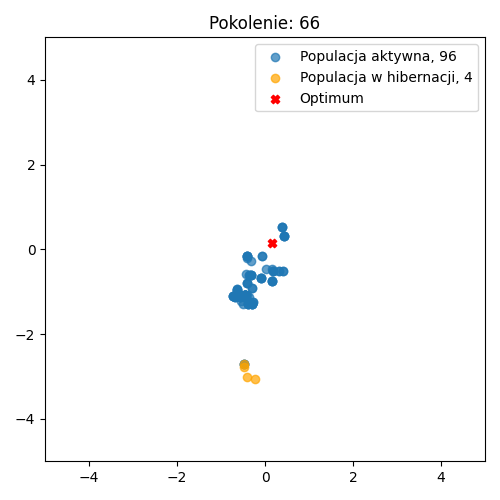 Pokolenie: 66
Populacja aktywna, 96
Populacja w hibernacji, 4
Optimum
4
2
0
−2
−4
−4 −2 0 2 4